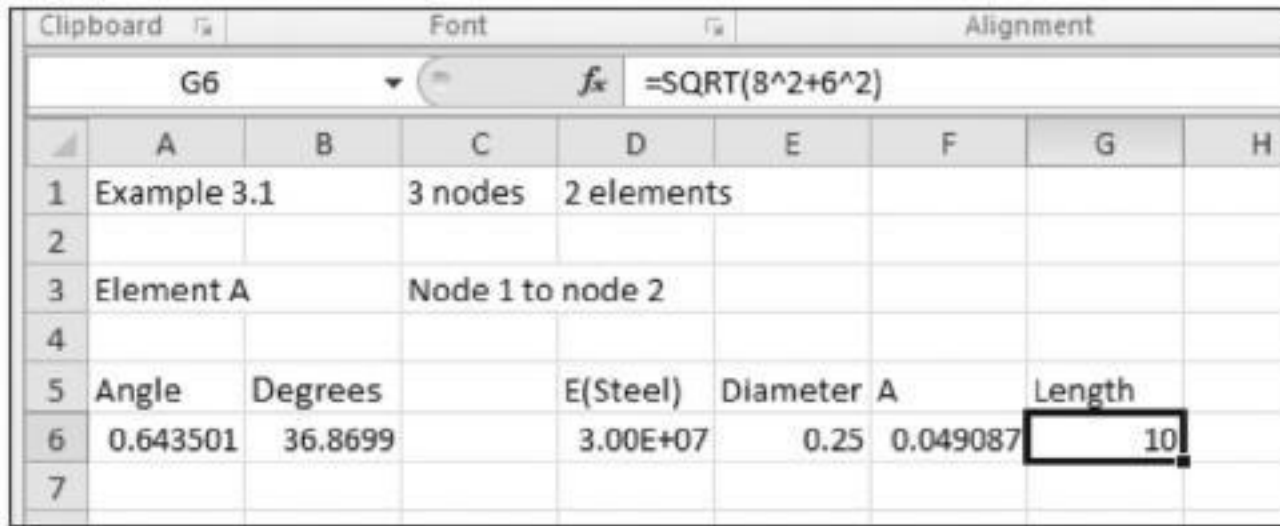 Clipboard Font Alignment
G6 fx =SQRT(8^2+6^2)
A B C D E F G H
1 Example 3.1 3 nodes 2 elements
2
3 Element A Node 1 to node 2
4
5 Angle Degrees E(Steel) Diameter A Length
6 0.643501 36.8699 3.00E+07 0.25 0.049087 10
7